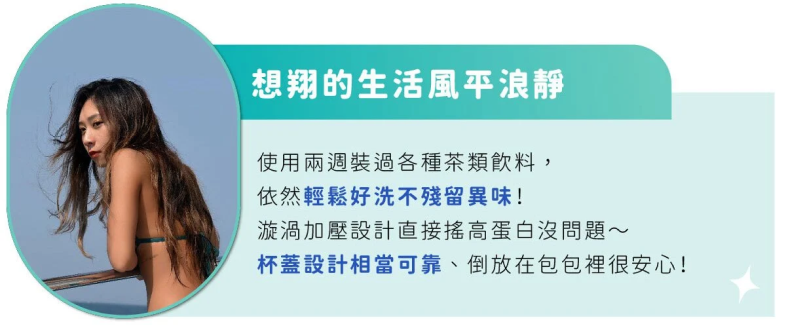 想翔的生活風平浪靜
使用兩週裝過各種茶類飲料，
依然輕鬆好洗不殘留異味！
漩渦加壓設計直接搖高蛋白沒問題～
杯蓋設計相當可靠、倒放在包包裡很安心！